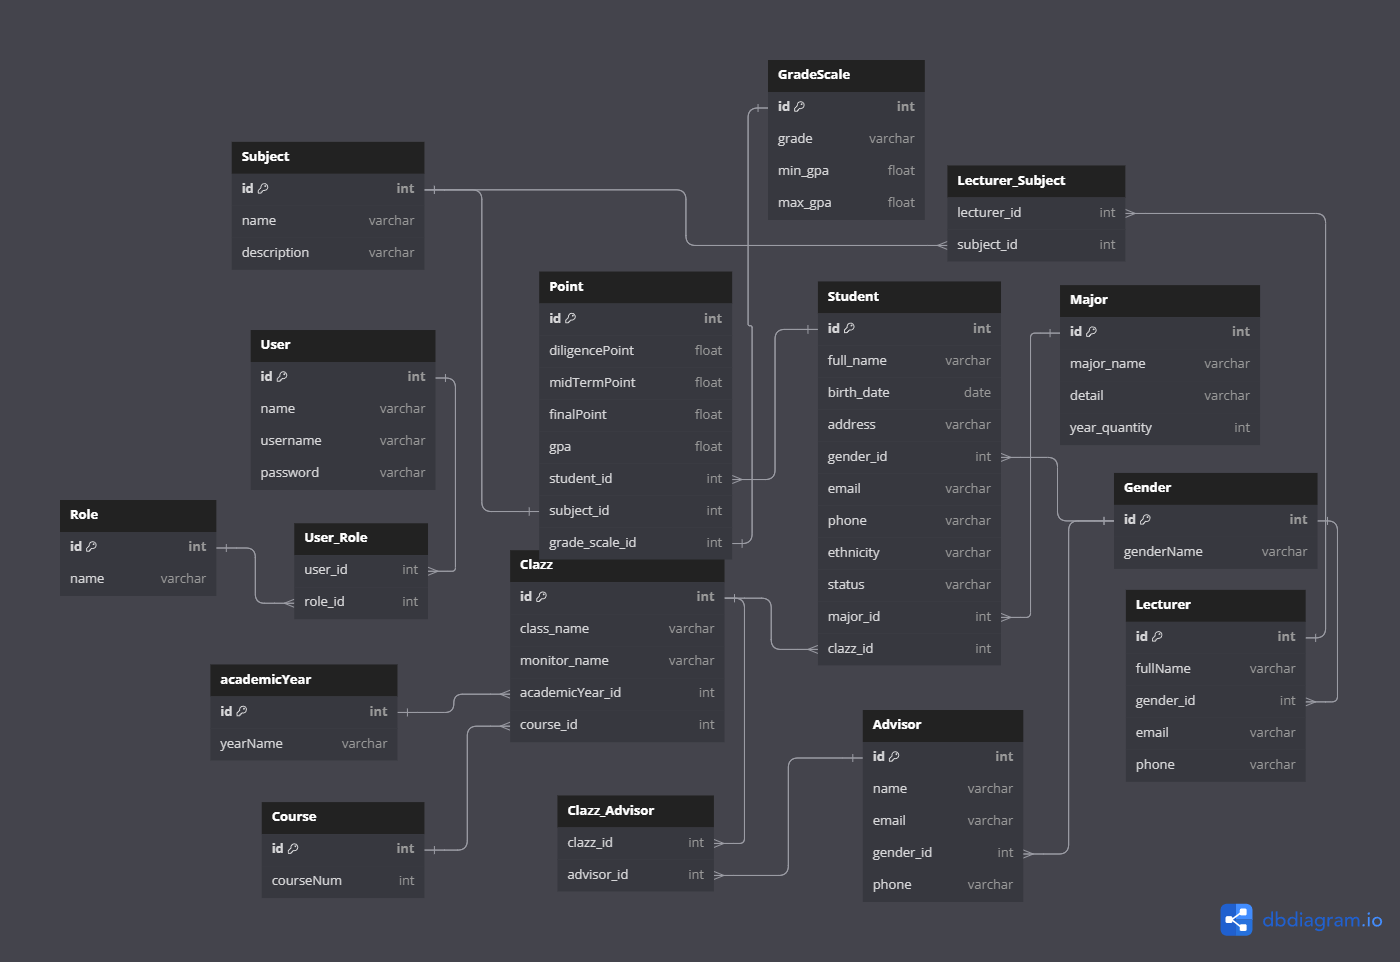 GradeScale
id int
grade varchar
min_gpa float
max_gpa float
Subject
id int
name varchar
description varchar
Lecturer_Subject
lecturer_id int
subject_id int
Point
id int
diligencePoint float
midTermPoint float
finalPoint float
gpa float
student_id int
subject_id int
grade_scale_id int
Student
id int
full_name varchar
birth_date date
address varchar
gender_id int
email varchar
phone varchar
ethnicity varchar
status varchar
major_id int
clazz_id int
Major
id int
major_name varchar
detail varchar
year_quantity int
User
id int
name varchar
username varchar
password varchar
Gender
id int
genderName varchar
Role
id int
name varchar
User_Role
user_id int
role_id int
Clazz
id int
class_name varchar
monitor_name varchar
academicYear_id int
course_id int
Lecturer
id int
fullName varchar
gender_id int
email varchar
phone varchar
academicYear
id int
yearName varchar
Advisor
id int
name varchar
email varchar
gender_id int
phone varchar
Course
id int
courseNum int
Clazz_Advisor
clazz_id int
advisor_id int
dbdiagram.io